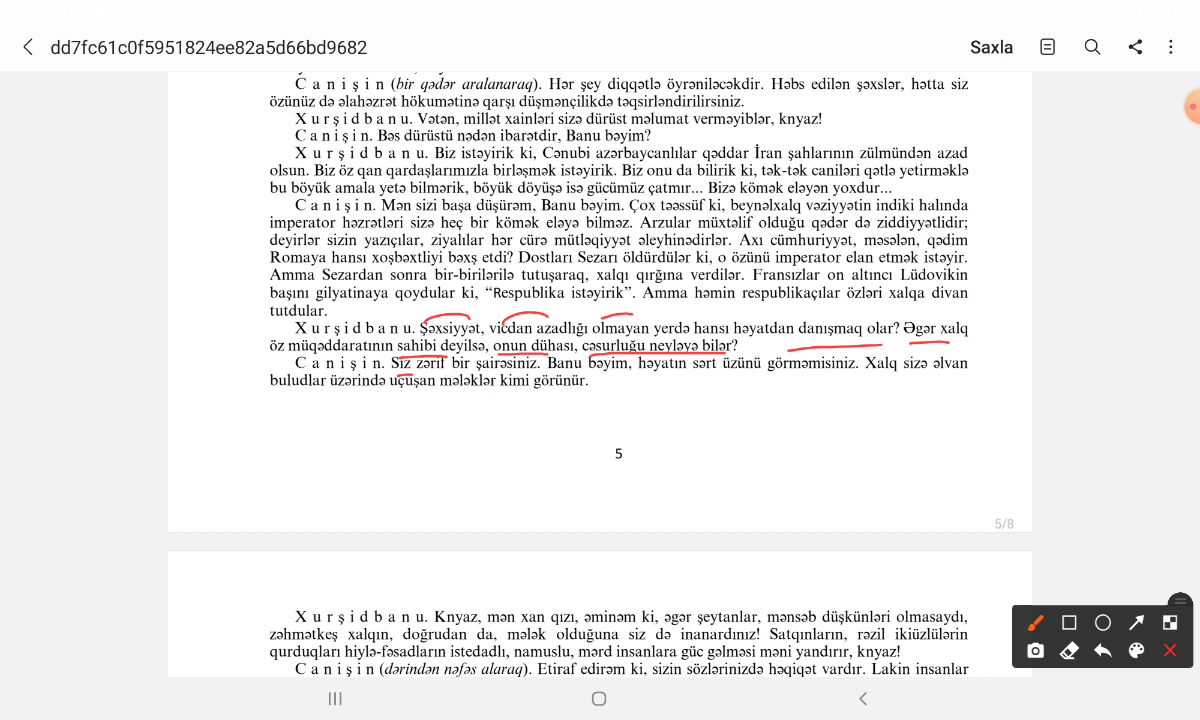 dd7fc61c0f5951824ee82a5d66bd9682
Saxla
C a n i ş i n (bir qədər aralanaraq). Hər şey diqqətlə öyrəniləcəkdir. Həbs edilən şəxslər, hətta siz
özünüz də əlahəzrət hökumətinə qarşı düşmənçilikdə təqsirləndirilirsiniz.
X u r ş i d b a n u. Vətən, millət xainləri sizə dürüst məlumat verməyiblər, knyaz!
C a n i ş i n. Bəs dürüstü nədən ibarətdir, Banu bəyim?
X u r ş i d b a n u. Biz istəyirik ki, Cənubi azərbaycanlılar qəddar İran şahlarının zülmündən azad
olsun. Biz öz qan qardaşlarımızla birləşmək istəyirik. Biz onu da bilirik ki, tək-tək caniləri qətlə yetirməklə
bu böyük amala yetə bilmərik, böyük döyüşə isə gücümüz çatmır... Bizə kömək eləyən yoxdur...
C a n i ş i n. Mən sizi başa düşürəm, Banu bəyim. Çox təəssüf ki, beynəlxalq vəziyyətin indiki halında
imperator həzrətləri sizə heç bir kömək eləyə bilməz. Arzular müxtəlif olduğu qədər də ziddiyyətlidir;
deyirlər sizin yazıçılar, ziyalılar hər cürə mütləqiyyət əleyhinədirlər. Axı cümhuriyyət, məsələn, qədim
Romaya hansı xoşbəxtliyi bəxş etdi? Dostları Sezarı öldürdülər ki, o özünü imperator elan etmək istəyir.
Amma Sezardan sonra bir-birilərilə tutuşaraq, xalqı qırğına verdilər. Fransızlar on altıncı Lüdovikin
başını gilyatinaya qoydular ki, “Respublika istəyirik”. Amma həmin respublikaçılar özləri xalqa divan
tutdular.
X u r ş i d b a n u. Şəxsiyyət, vicdan azadlığı olmayan yerdə hansı həyatdan danışmaq olar? Əgər xalq
öz müqəddaratının sahibi deyilsə, onun dühası, cəsurluğu neyləyə bilər?
C a n i ş i n. Siz zərif bir şairəsiniz. Banu bəyim, həyatın sərt üzünü görməmisiniz. Xalq sizə əlvan
buludlar üzərində uçuşan mələklər kimi görünür.
5
5/8
X u r ş i d b a n u. Knyaz, mən xan qızı, əminəm ki, əgər şeytanlar, mənsəb düşkünləri olmasaydı,
zəhmətkeş xalqın, doğrudan da, mələk olduğuna siz də inanardınız! Satqınların, rəzil ikiüzlülərin
qurduqları hiylə-fəsadların istedadlı, namuslu, mərd insanlara güc gəlməsi məni yandırır, knyaz!
C a n i ş i n (dərindən nəfəs alaraq). Etiraf edirəm ki, sizin sözlərinizdə həqiqət vardır. Lakin insanlar